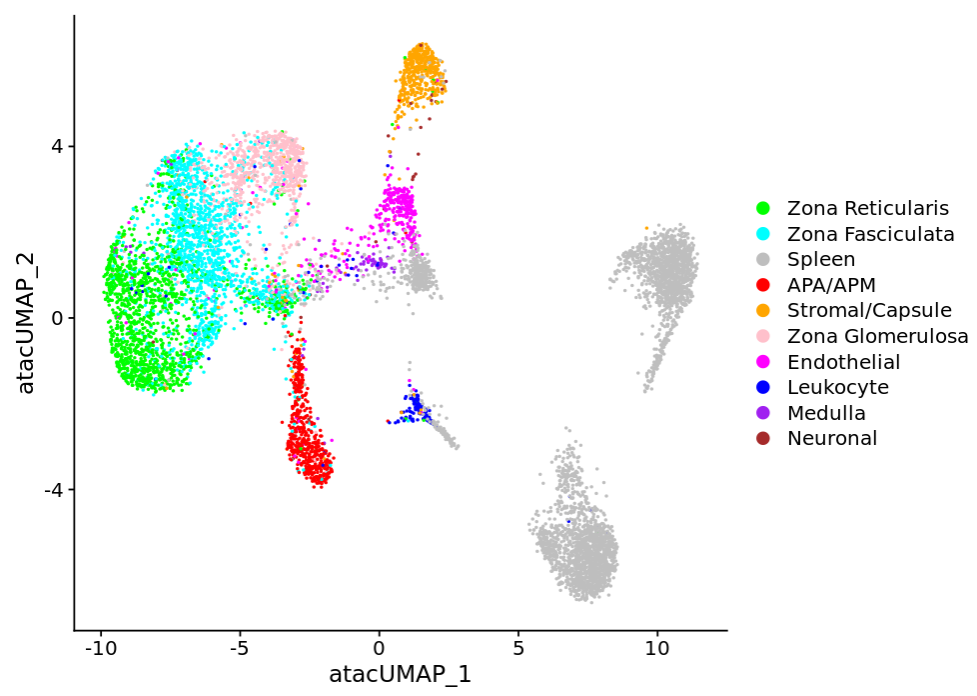 4
0
-4
-10
-5
0
5
10
atacUMAP_1
atacUMAP_2
Zona Reticularis
Zona Fasciculata
Spleen
APA/APM
Stromal/Capsule
Zona Glomerulosa
Endothelial
Leukocyte
Medulla
Neuronal